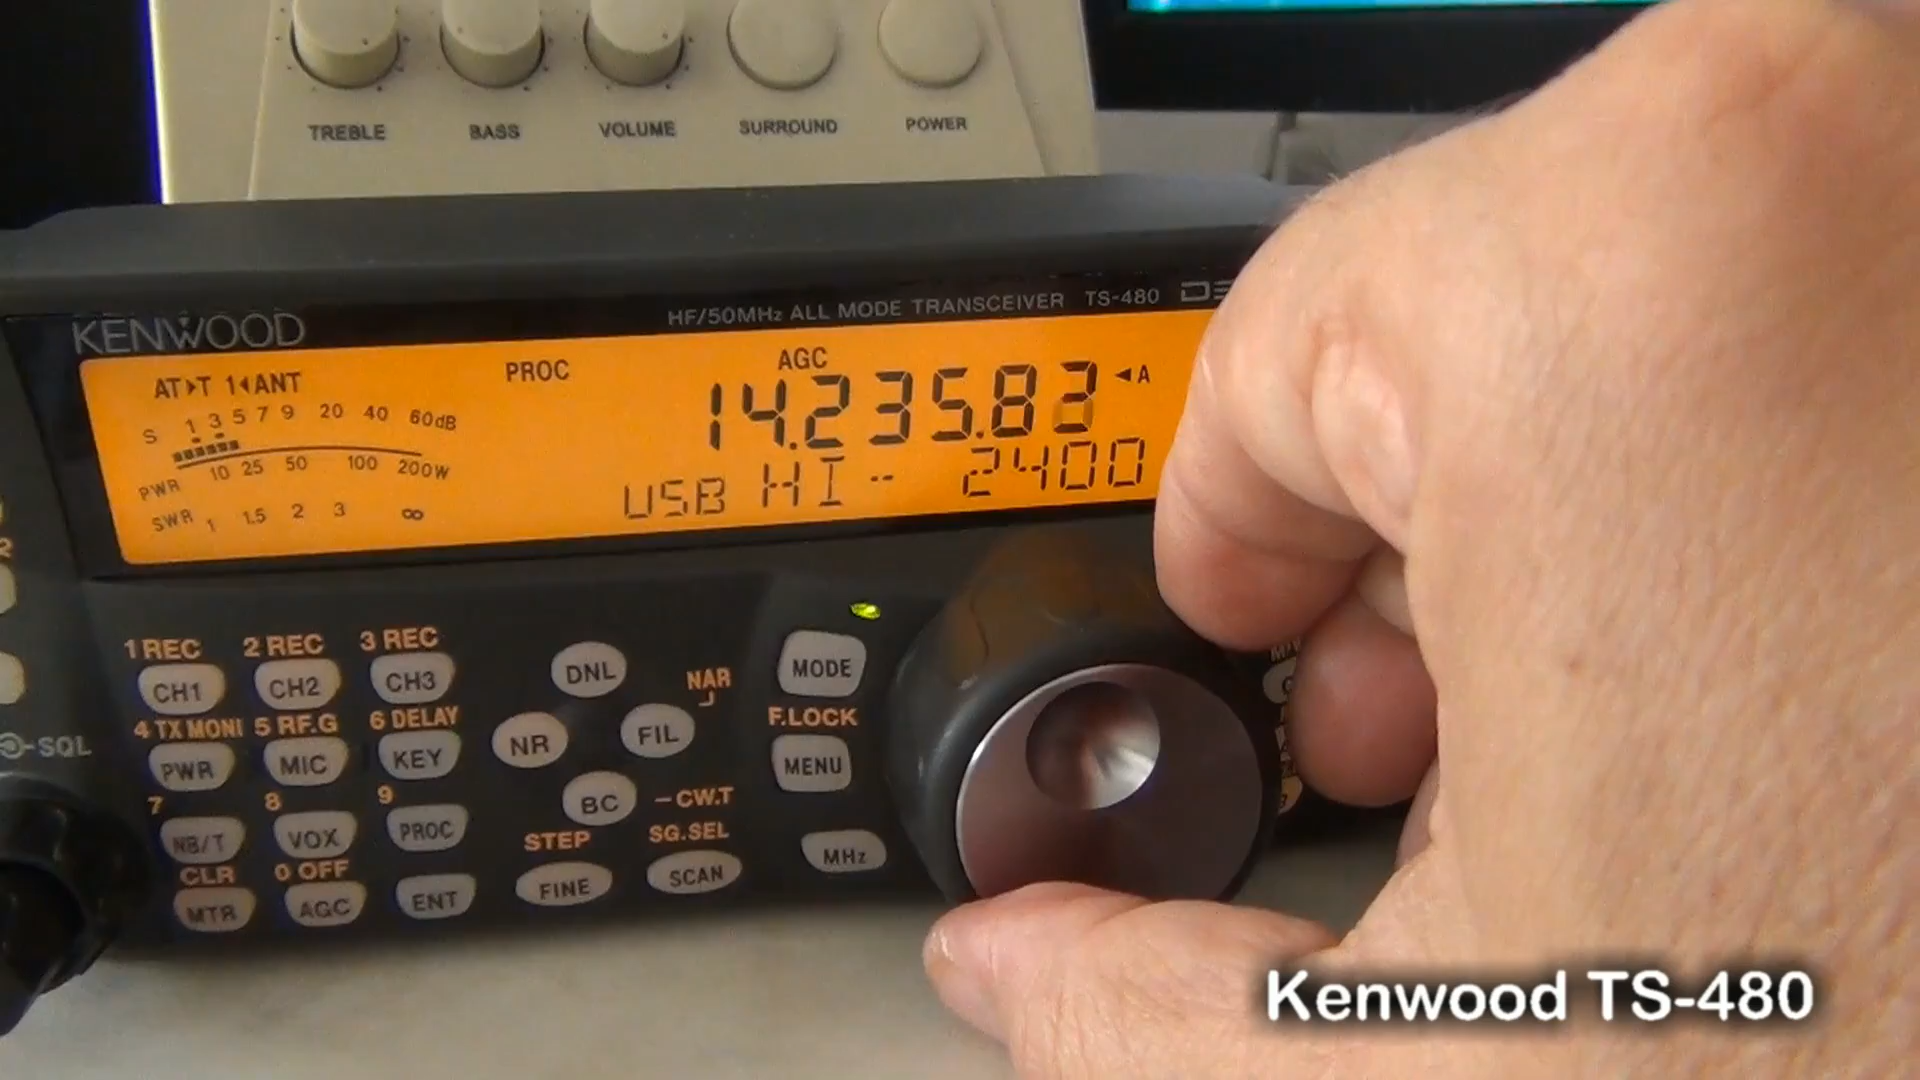 TREBLE BASS VOLUME SURROUND POWER
KENWOOD
HF/50MHz ALL MODE TRANSCEIVER TS-480
AT▸T 1◂ANT PROC AGC
S 1 3 5 7 9 20 40 60dB
14.235.8 ◂A
PWR 10 25 50 100 200W
USB HI - 2400
SWR 1 1.5 2 3 ∞
1 REC 2 REC 3 REC
CH1 CH2 CH3 DNL NAR MODE
4 TX MONI 5 RF.G 6 DELAY F.LOCK
SQL
PWR MIC KEY NR FIL MENU
7 8 9 BC -CW.T
NB/T VOX PROC STEP SG.SEL
CLR 0 OFF
MTR AGC ENT FINE SCAN MHz
Kenwood TS-480